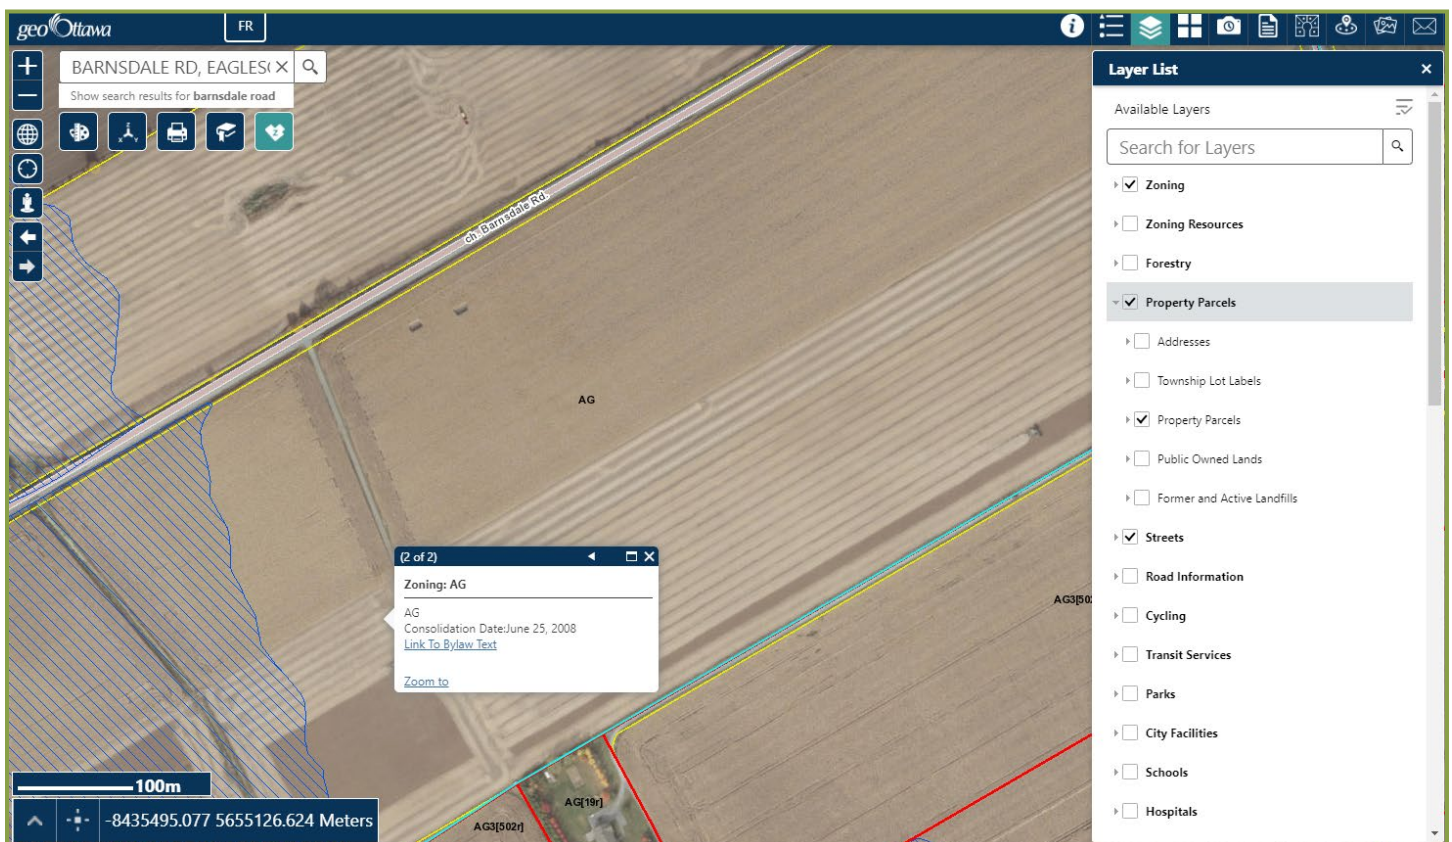 geoOttawa
FR
BARNSDALE RD, EAGLES
Show search results for barnsdale road
ch. Barnsdale Rd.
AG
(2 of 2)
Zoning: AG
AG
Consolidation Date:June 25, 2008
Link To Bylaw Text
Zoom to
AG3[50
AG[19r]
AG3[502r]
100m
-8435495.077 5655126.624 Meters
Layer List
Available Layers
Search for Layers
Zoning
Zoning Resources
Forestry
Property Parcels
Addresses
Township Lot Labels
Property Parcels
Public Owned Lands
Former and Active Landfills
Streets
Road Information
Cycling
Transit Services
Parks
City Facilities
Schools
Hospitals